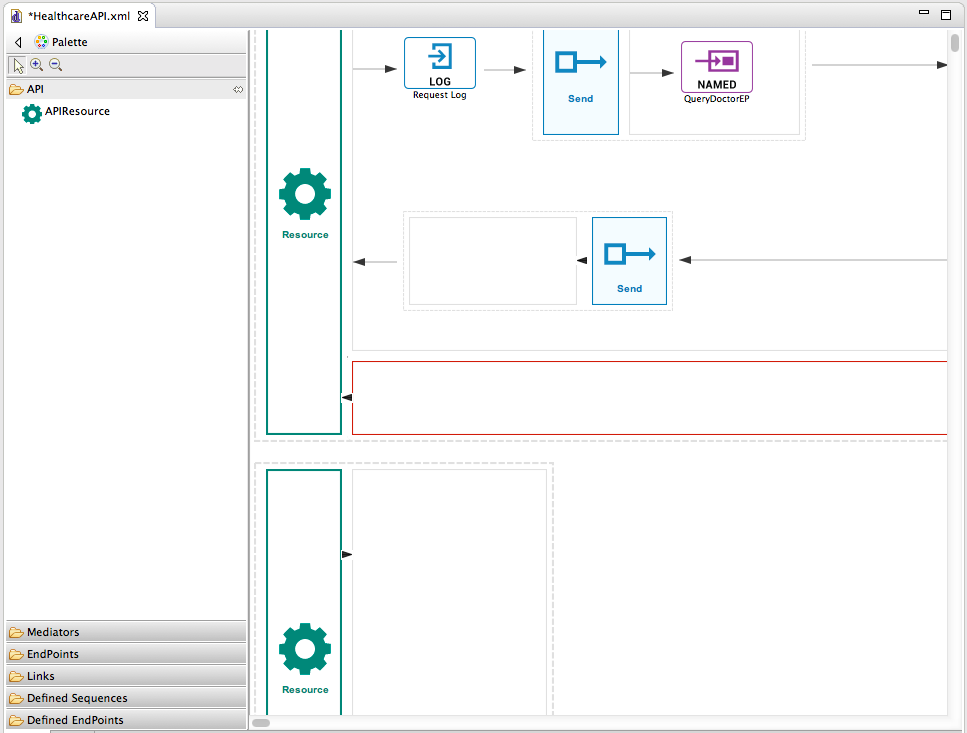 *HealthcareAPI.xml
Palette
API
APIResource
Mediators
EndPoints
Links
Defined Sequences
Defined EndPoints
LOG
Request Log
Send
NAMED
QueryDoctorEP
Resource
Send
Resource